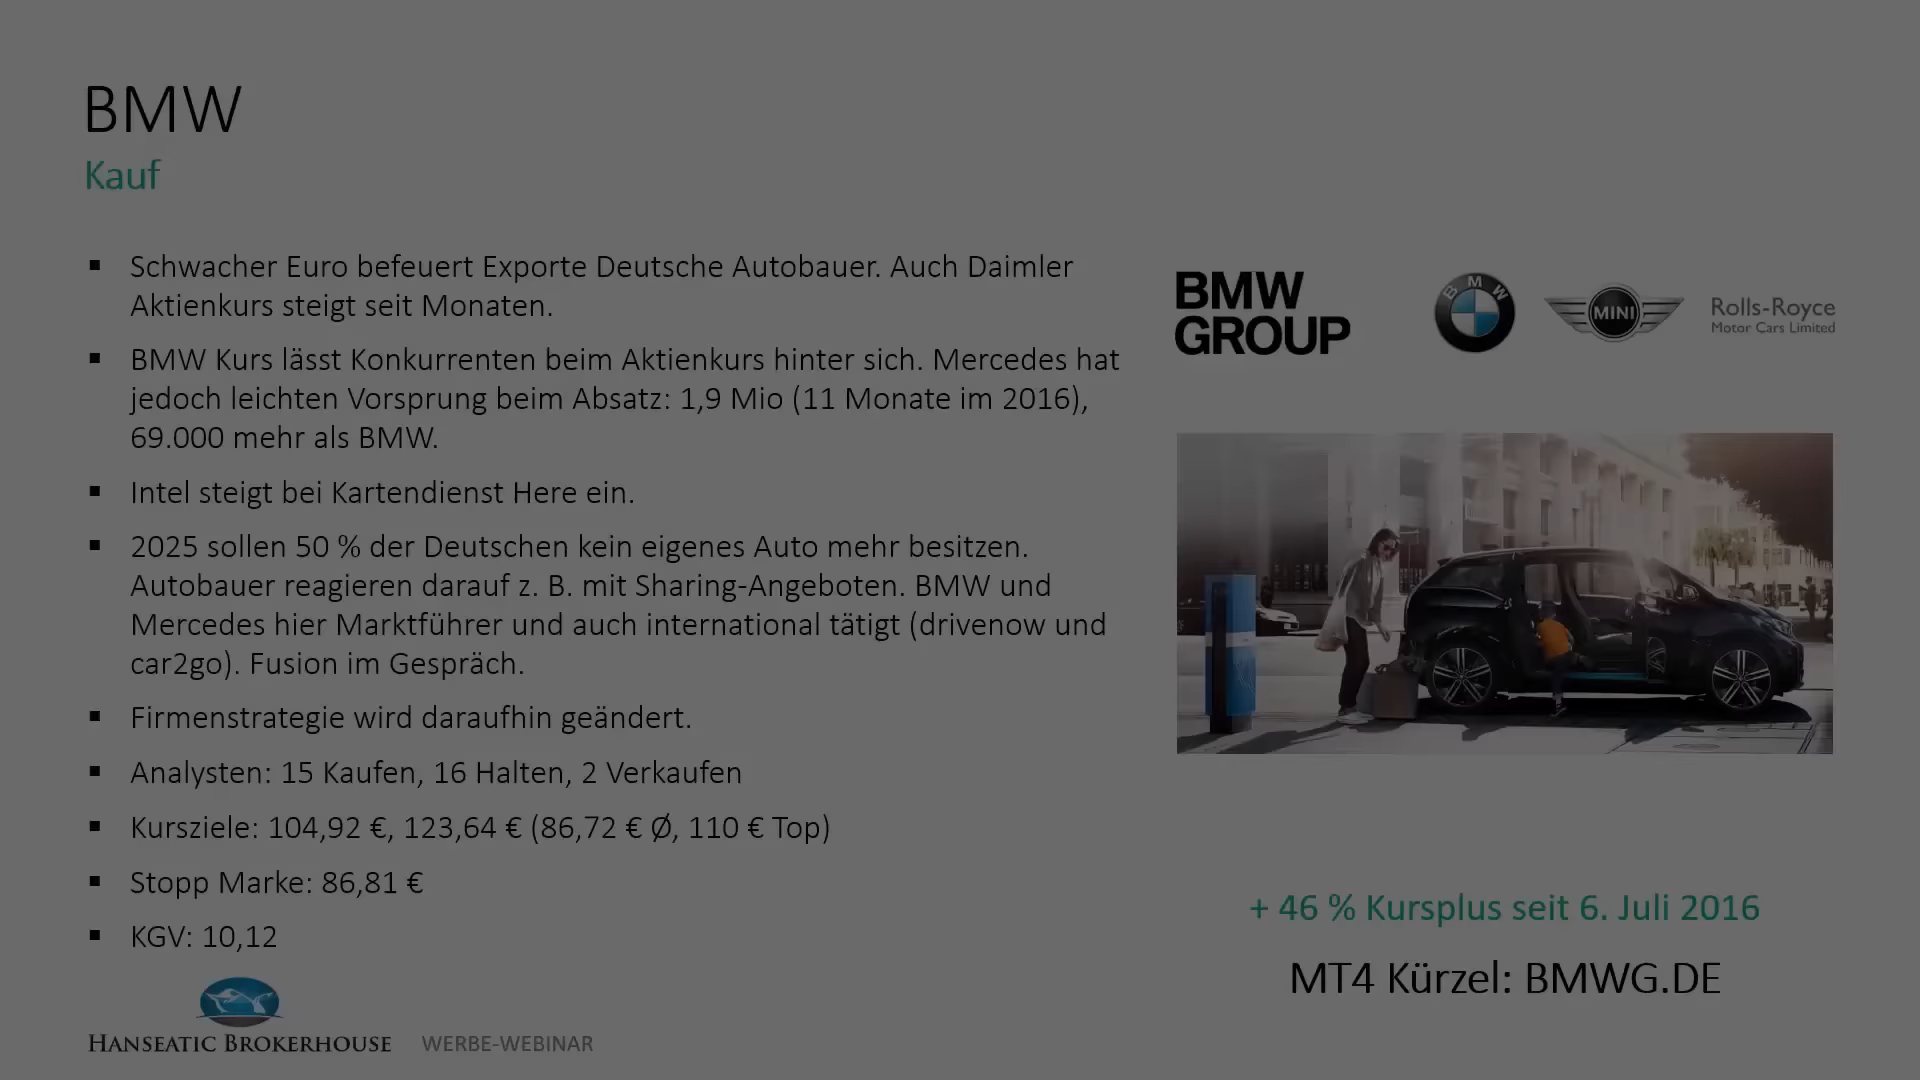 BMW
Kauf
▪ Schwacher Euro befeuert Exporte Deutsche Autobauer. Auch Daimler
Aktienkurs steigt seit Monaten.
▪ BMW Kurs lässt Konkurrenten beim Aktienkurs hinter sich. Mercedes hat
jedoch leichten Vorsprung beim Absatz: 1,9 Mio (11 Monate im 2016),
69.000 mehr als BMW.
▪ Intel steigt bei Kartendienst Here ein.
▪ 2025 sollen 50 % der Deutschen kein eigenes Auto mehr besitzen.
Autobauer reagieren darauf z. B. mit Sharing-Angeboten. BMW und
Mercedes hier Marktführer und auch international tätigt (drivenow und
car2go). Fusion im Gespräch.
▪ Firmenstrategie wird daraufhin geändert.
▪ Analysten: 15 Kaufen, 16 Halten, 2 Verkaufen
▪ Kursziele: 104,92 €, 123,64 € (86,72 € Ø, 110 € Top)
▪ Stopp Marke: 86,81 €
▪ KGV: 10,12
BMW
GROUP
BMW
MINI
Rolls-Royce
Motor Cars Limited
+ 46 % Kursplus seit 6. Juli 2016
MT4 Kürzel: BMWG.DE
HANSEATIC BROKERHOUSE
WERBE-WEBINAR